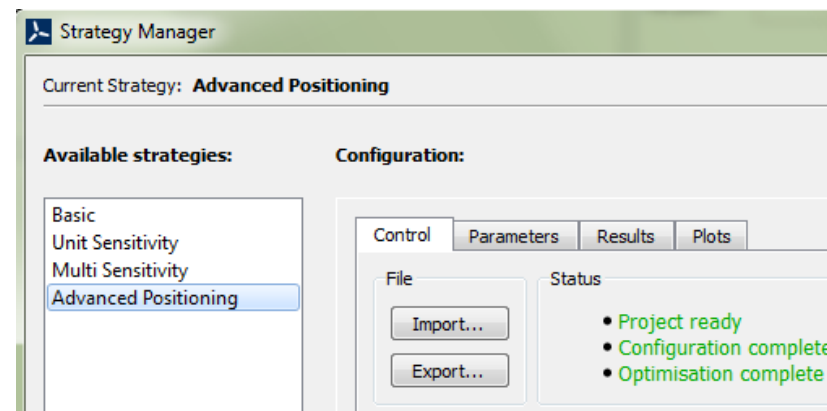 Strategy Manager
Current Strategy: Advanced Positioning
Available strategies:
Configuration:
Basic
Unit Sensitivity
Multi Sensitivity
Advanced Positioning
Control Parameters Results Plots
File
Import...
Export...
Status
• Project ready
• Configuration complete
• Optimisation complete